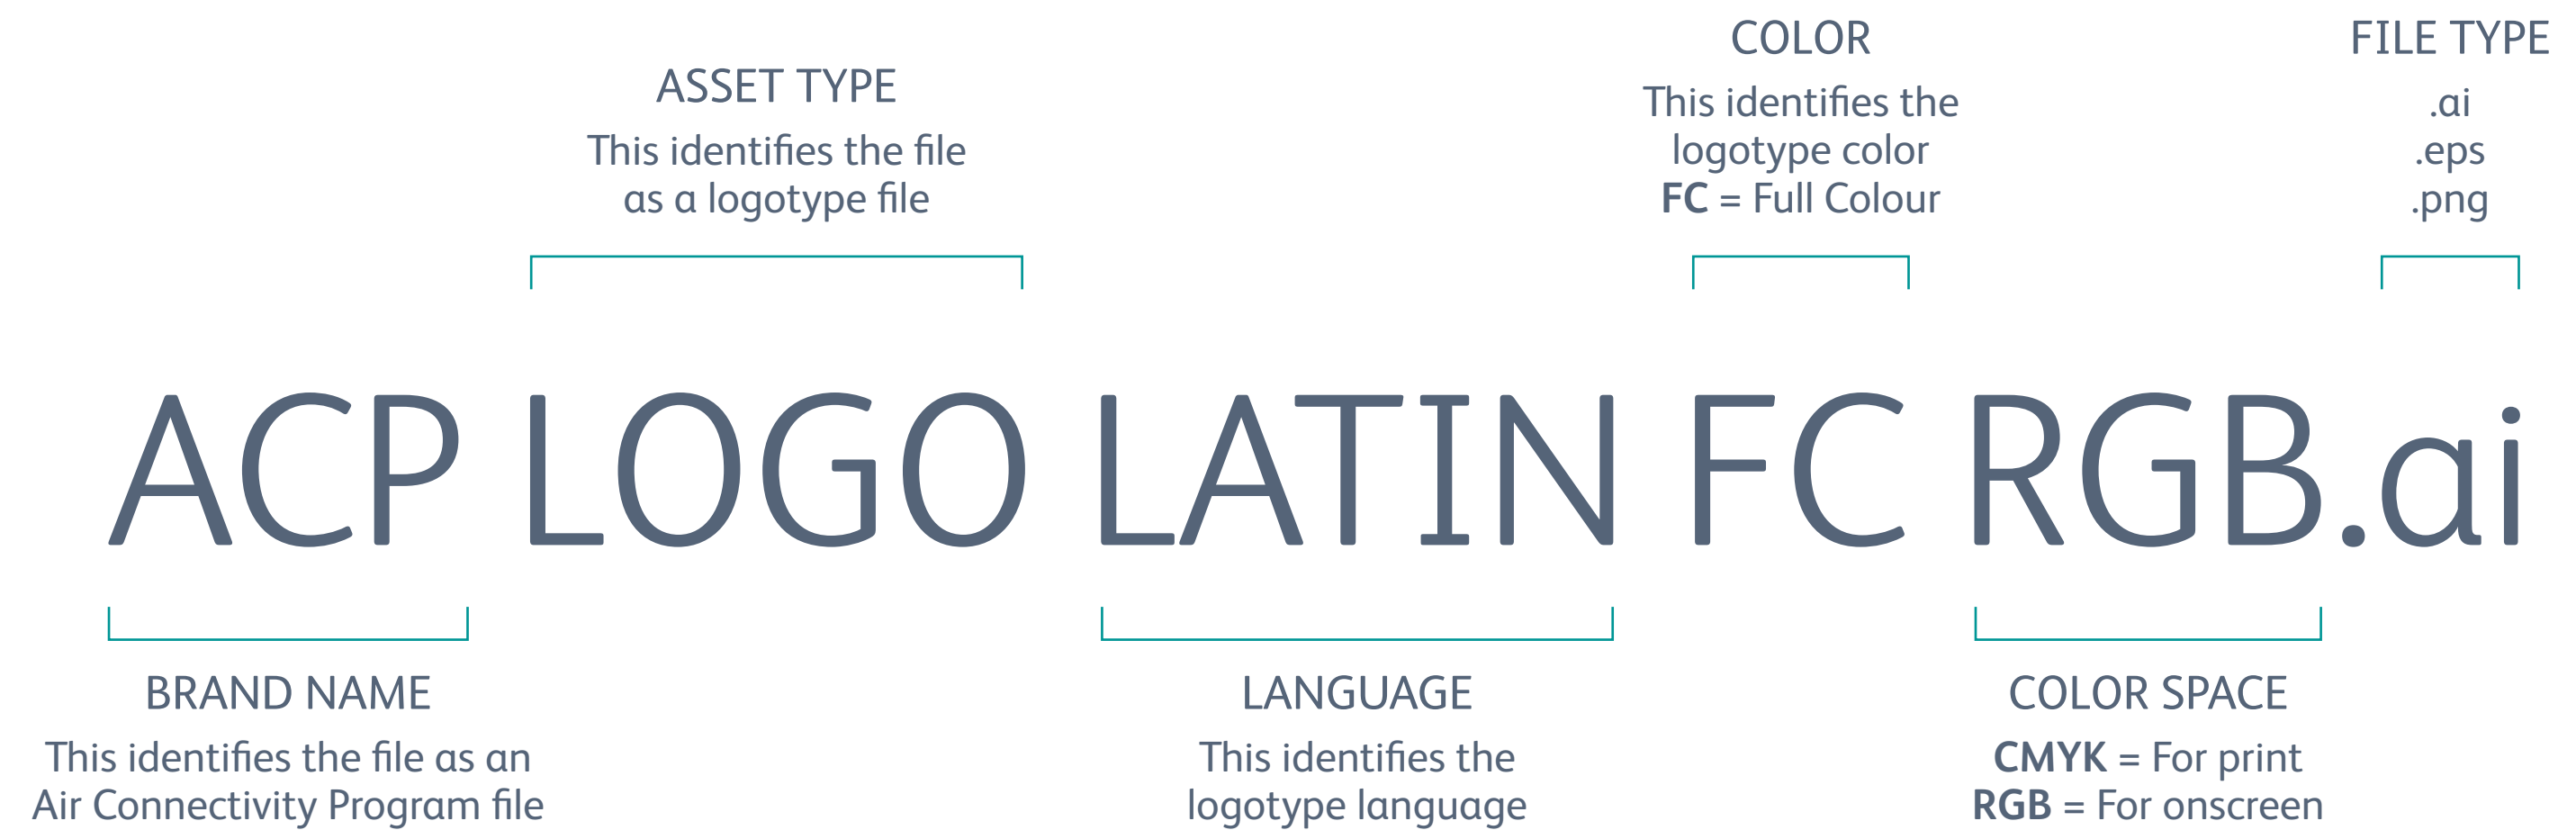 ASSET TYPE
This identifies the file
as a logotype file
COLOR
This identifies the
logotype color
FC = Full Colour
FILE TYPE
.ai
.eps
.png
ACP LOGO LATIN FC RGB.ai
BRAND NAME
This identifies the file as an
Air Connectivity Program file
LANGUAGE
This identifies the
logotype language
COLOR SPACE
CMYK = For print
RGB = For onscreen